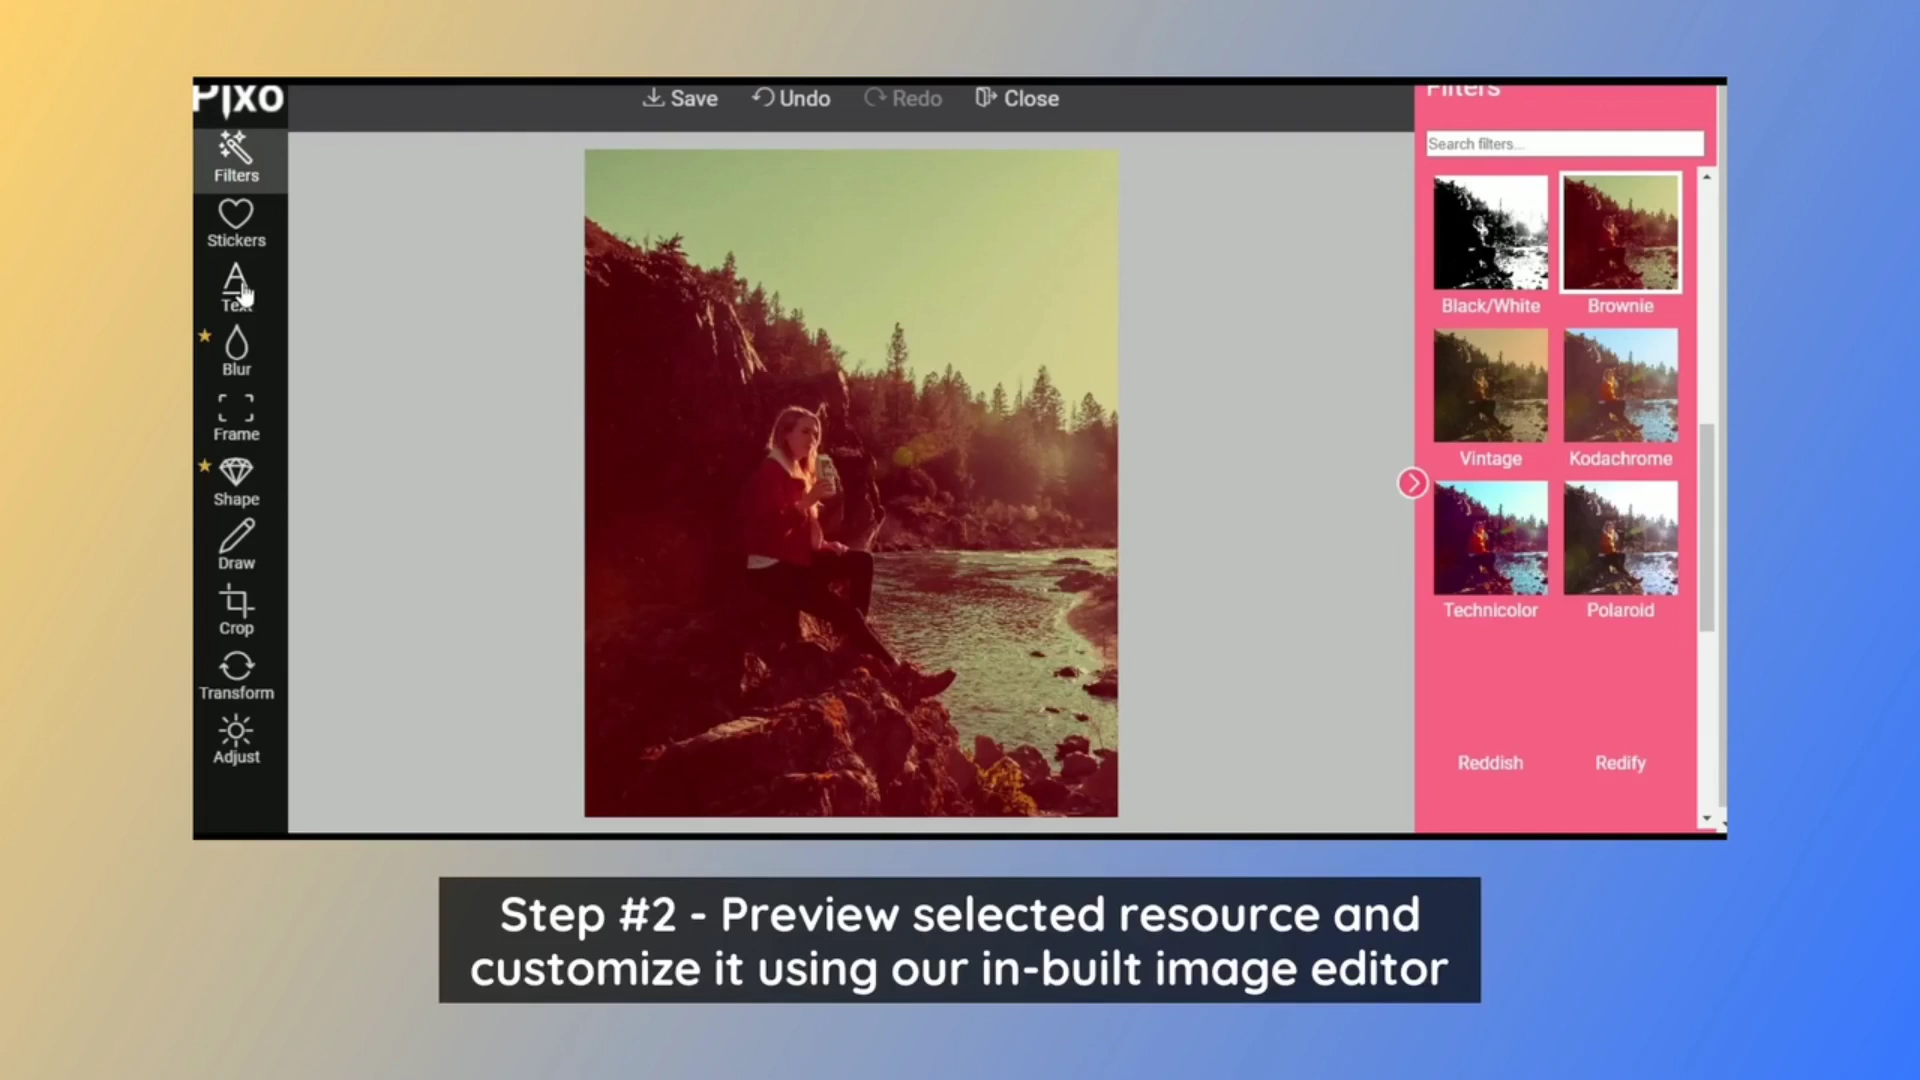 Pixo
Save
Undo
Redo
Close
Filters
Search filters...
Filters
Stickers
Text
Blur
Frame
Shape
Draw
Crop
Transform
Adjust
Black/White
Brownie
Vintage
Kodachrome
Technicolor
Polaroid
Reddish
Redify
Step #2 - Preview selected resource and
customize it using our in-built image editor